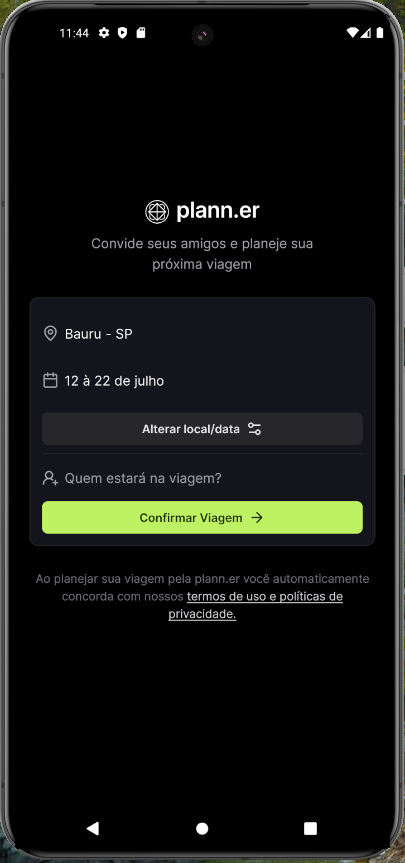 11:44
plann.er
Convide seus amigos e planeje sua
próxima viagem
Bauru - SP
12 à 22 de julho
Alterar local/data
Quem estará na viagem?
Confirmar Viagem
Ao planejar sua viagem pela plann.er você automaticamente
concorda com nossos termos de uso e políticas de
privacidade.